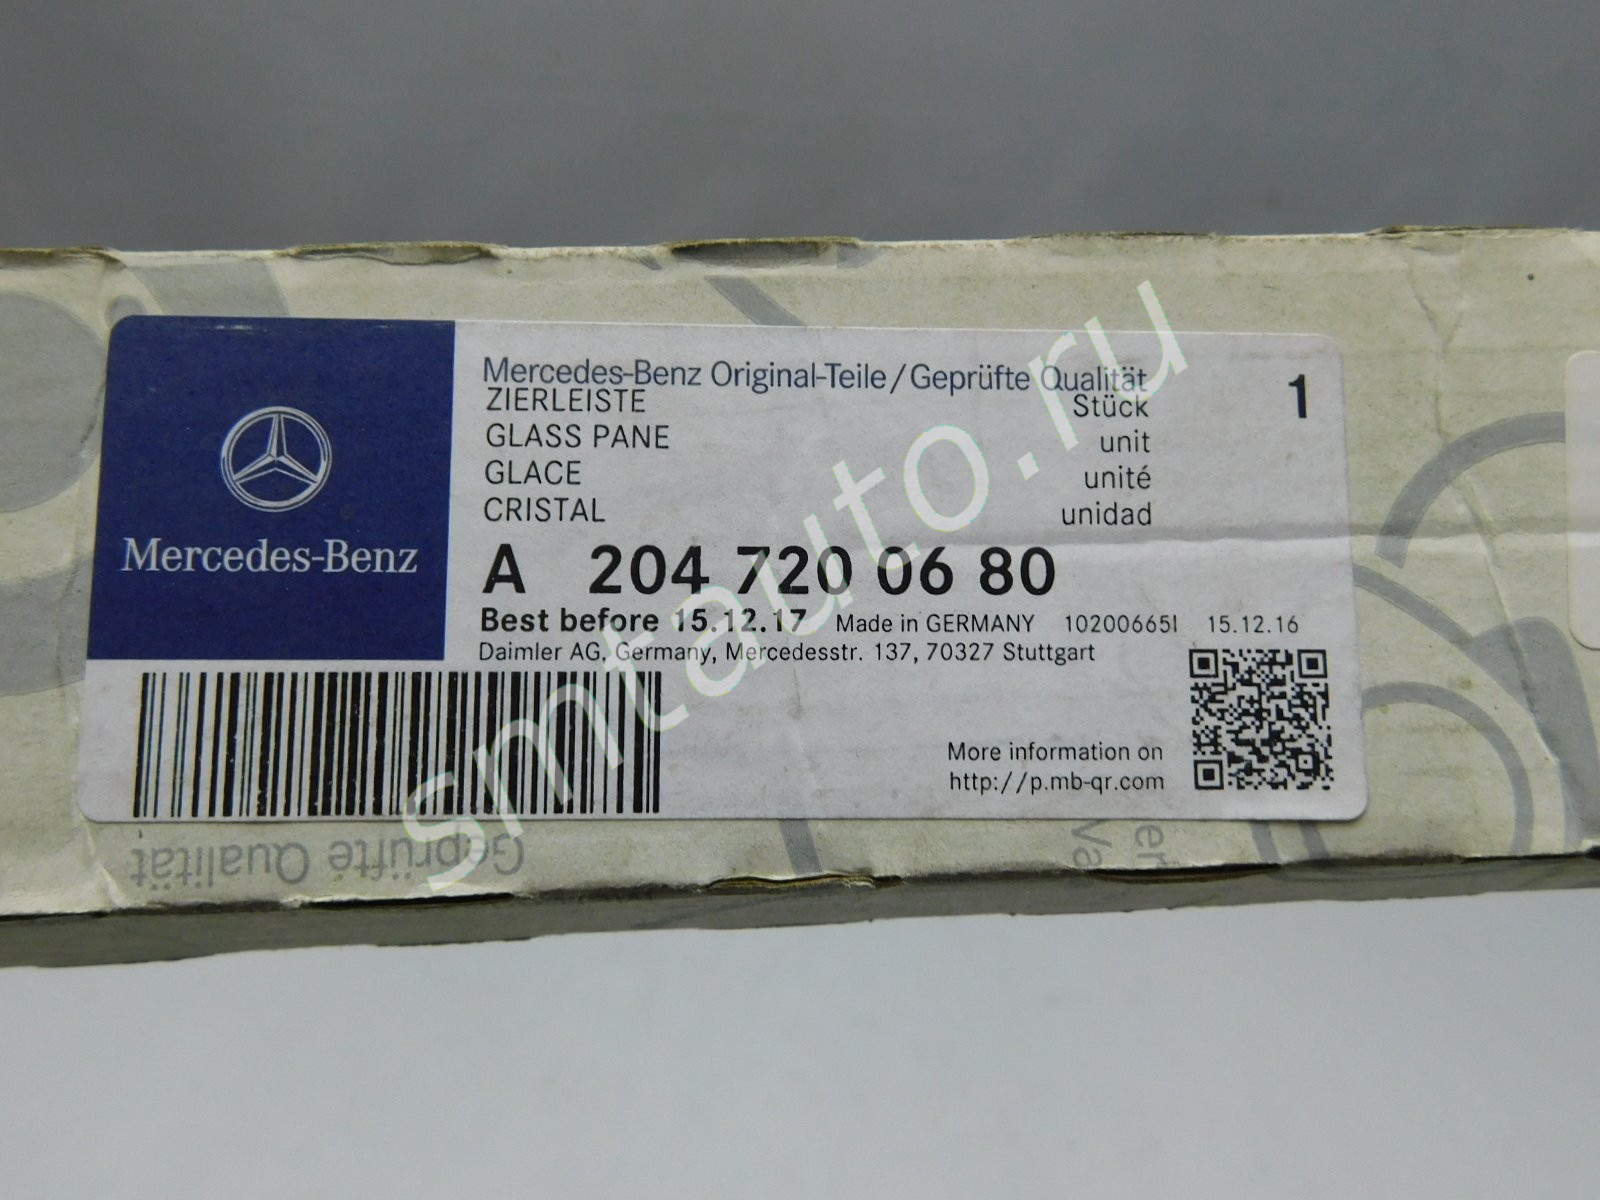 Mercedes-Benz
Mercedes-Benz Original-Teile/Geprüfte Qualität
1
ZIERLEISTE Stück
GLASS PANE unit
GLACE unité
CRISTAL unidad
A 204 720 06 80
Best before 15.12.17 Made in GERMANY 10200665I 15.12.16
Daimler AG, Germany, Mercedesstr. 137, 70327 Stuttgart
More information on
http://p.mb-qr.com
Geprüfte Qualität
smtauto.ru